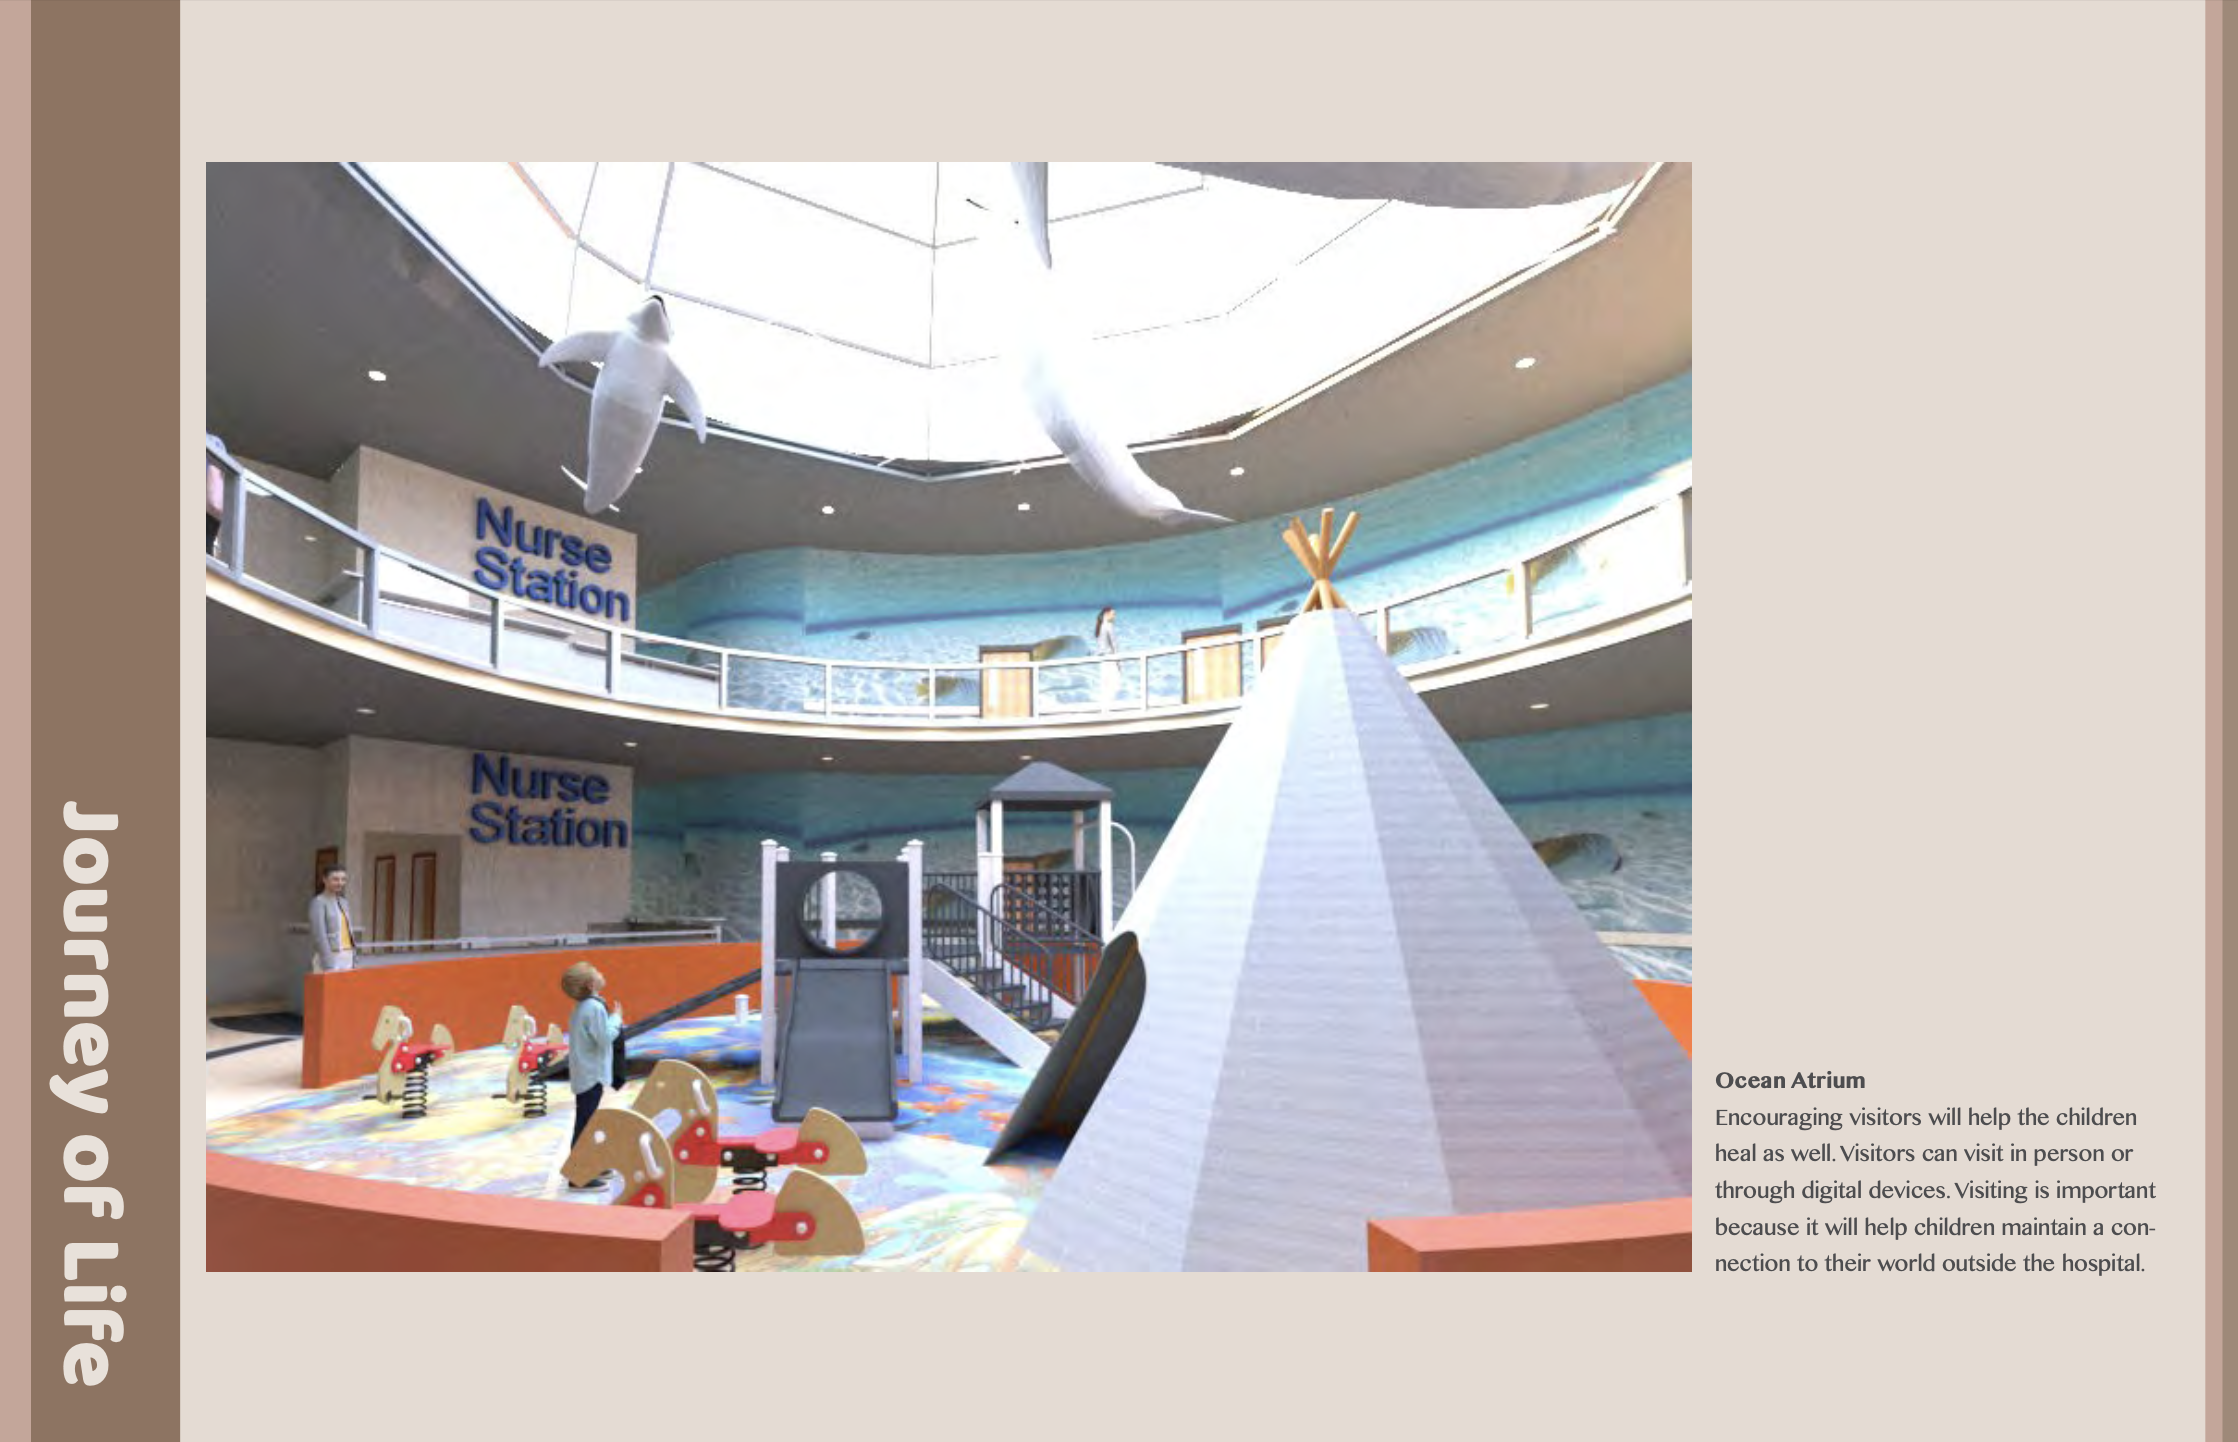 Journey of Life
Nurse
Station
Nurse
Station
Ocean Atrium
Encouraging visitors will help the children
heal as well. Visitors can visit in person or
through digital devices. Visiting is important
because it will help children maintain a con-
nection to their world outside the hospital.